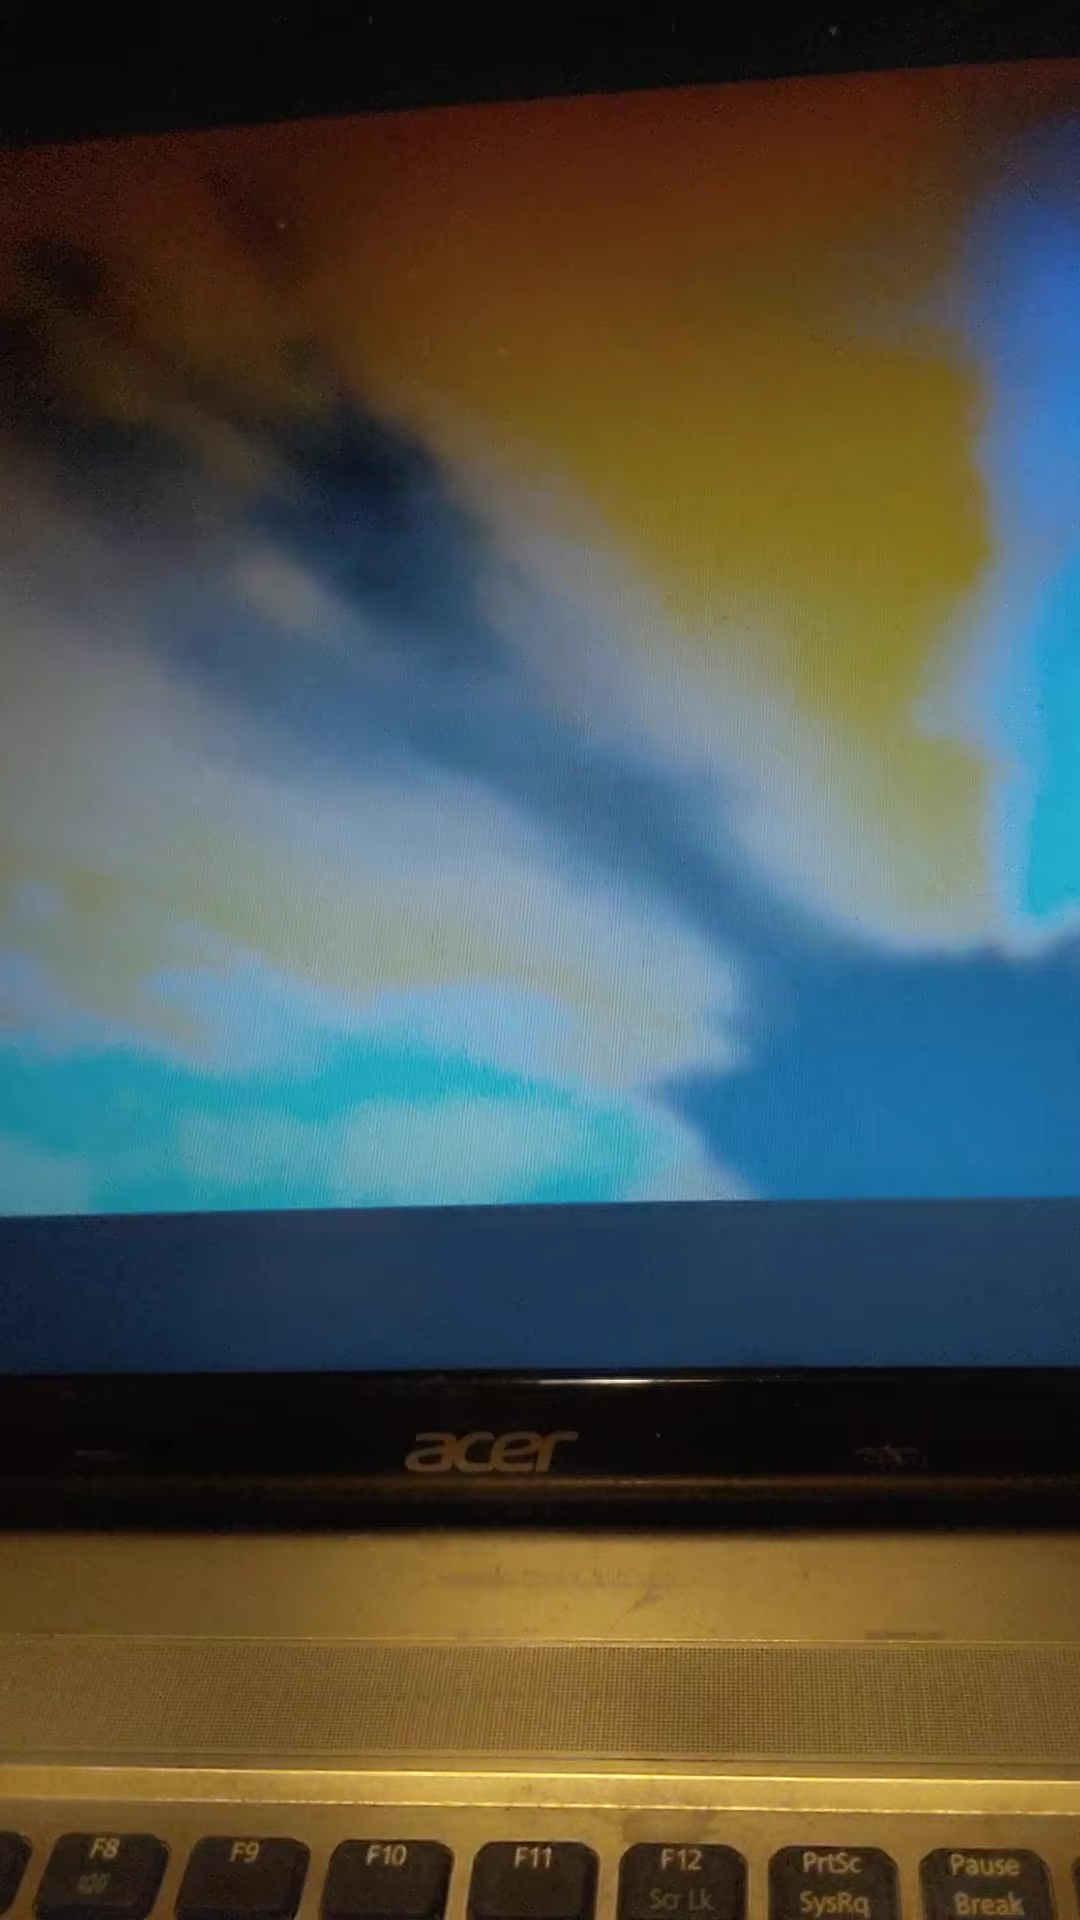 acer
F8
F9
F10
F11
F12
PrtSc
Pause
Scr Lk
SysRq
Break